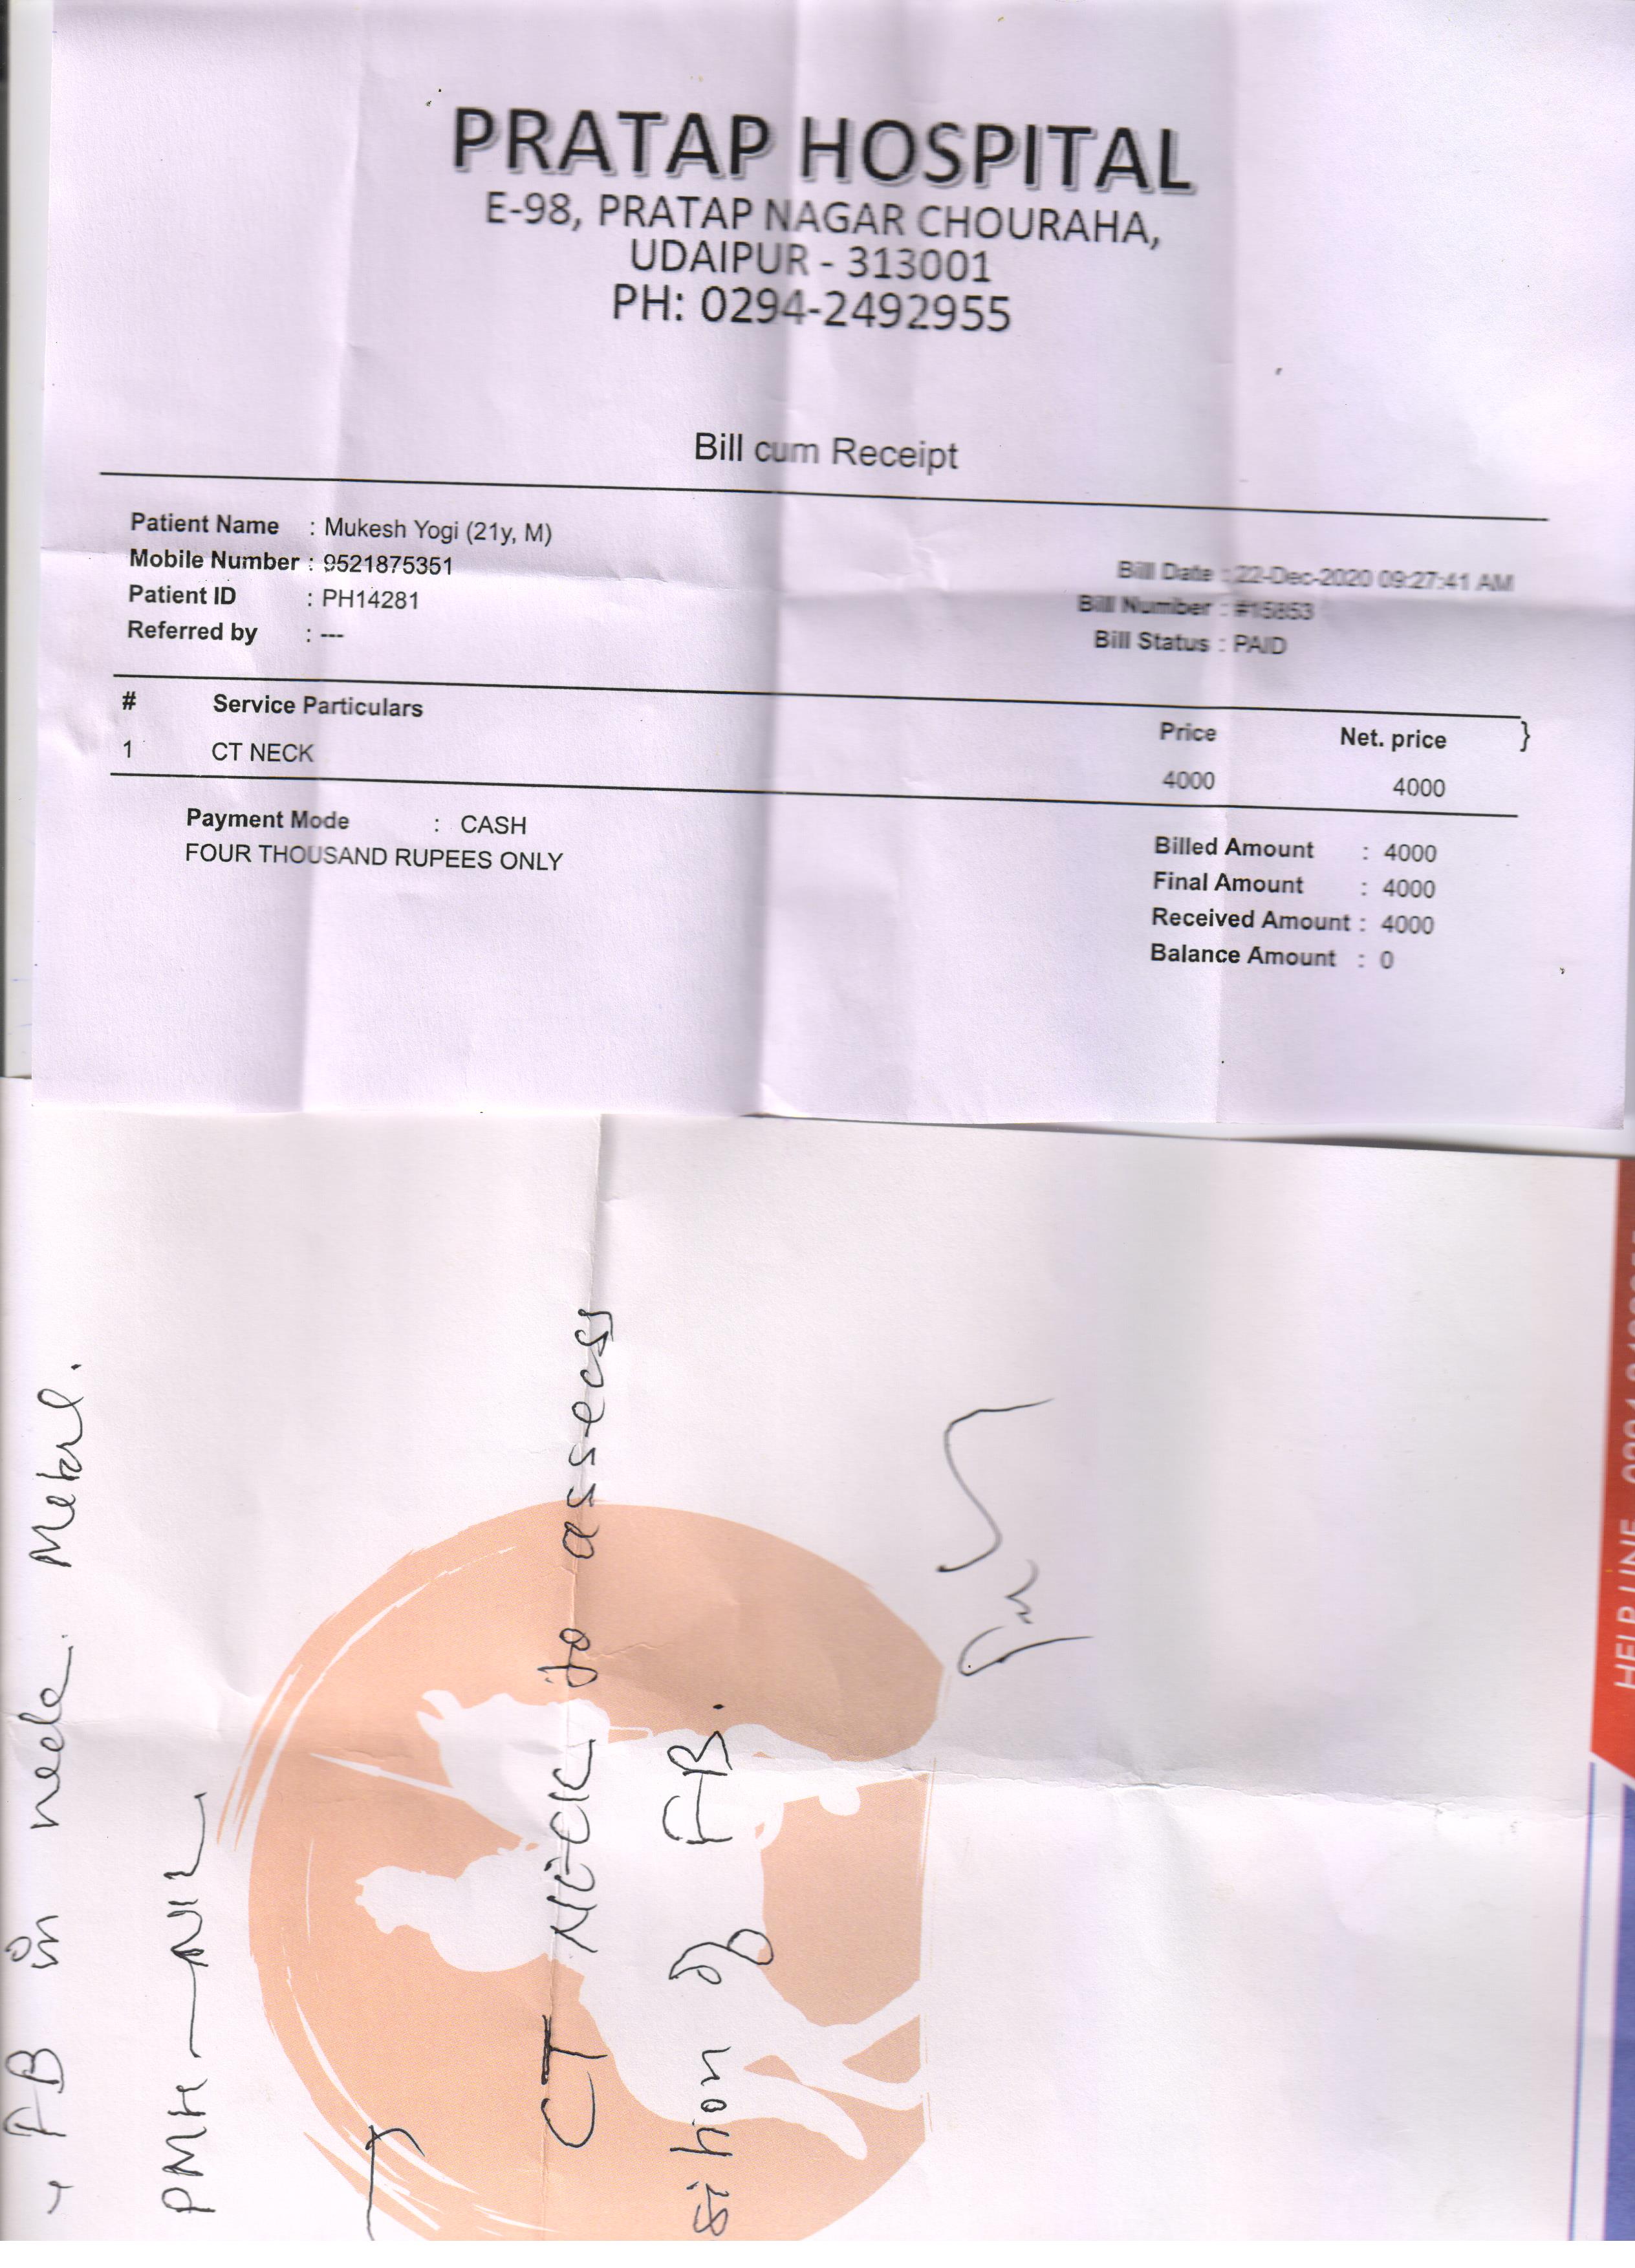 PRATAP HOSPITAL
E-98, PRATAP NAGAR CHOURAHA,
UDAIPUR - 313001
PH: 0294-2492955
Bill cum Receipt
Patient Name : Mukesh Yogi (21y, M)
Mobile Number : 9521875351
Patient ID : PH14281
Referred by : ---
Bill Date : 22-Dec-2020 09:27:41 AM
Bill Number : #15853
Bill Status : PAID
# Service Particulars Price Net. price }
1 CT NECK 4000 4000
Payment Mode : CASH
FOUR THOUSAND RUPEES ONLY
Billed Amount : 4000
Final Amount : 4000
Received Amount : 4000
Balance Amount : 0
FB in neck. Metal.
PMH — NIL
CT NECK to assess
sition of FB.
HELP LINE